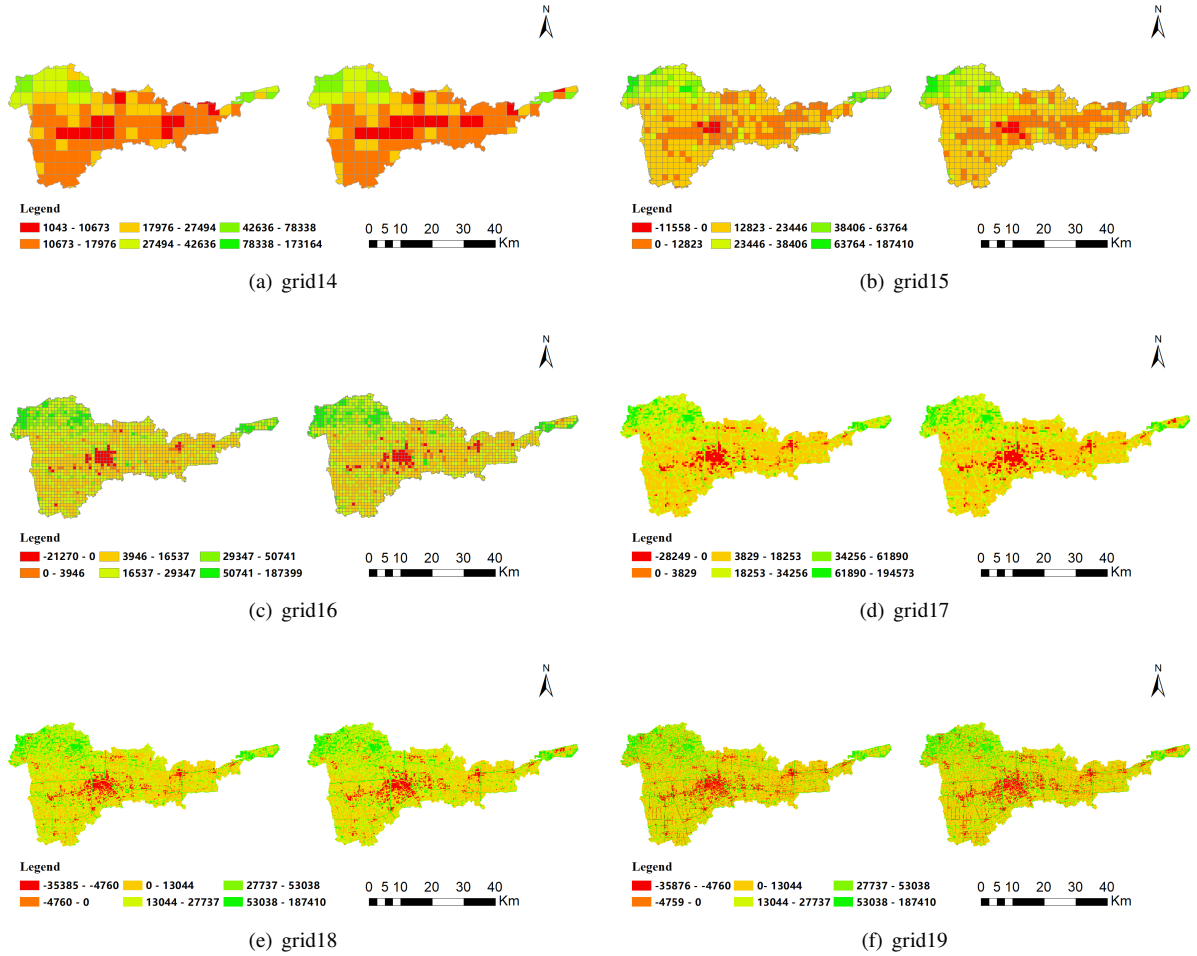 N
N
Legend
1043 - 10673 17976 - 27494 42636 - 78338
10673 - 17976 27494 - 42636 78338 - 173164
0 5 10 20 30 40
Km
(a) grid14
Legend
-11558 - 0 12823 - 23446 38406 - 63764
0 - 12823 23446 - 38406 63764 - 187410
0 5 10 20 30 40
Km
(b) grid15
N
N
Legend
-21270 - 0 3946 - 16537 29347 - 50741
0 - 3946 16537 - 29347 50741 - 187399
0 5 10 20 30 40
Km
(c) grid16
Legend
-28249 - 0 3829 - 18253 34256 - 61890
0 - 3829 18253 - 34256 61890 - 194573
0 5 10 20 30 40
Km
(d) grid17
N
N
Legend
-35385 - -4760 0 - 13044 27737 - 53038
-4760 - 0 13044 - 27737 53038 - 187410
0 5 10 20 30 40
Km
(e) grid18
Legend
-35876 - -4760 0- 13044 27737 - 53038
-4759 - 0 13044 - 27737 53038 - 187410
0 5 10 20 30 40
Km
(f) grid19